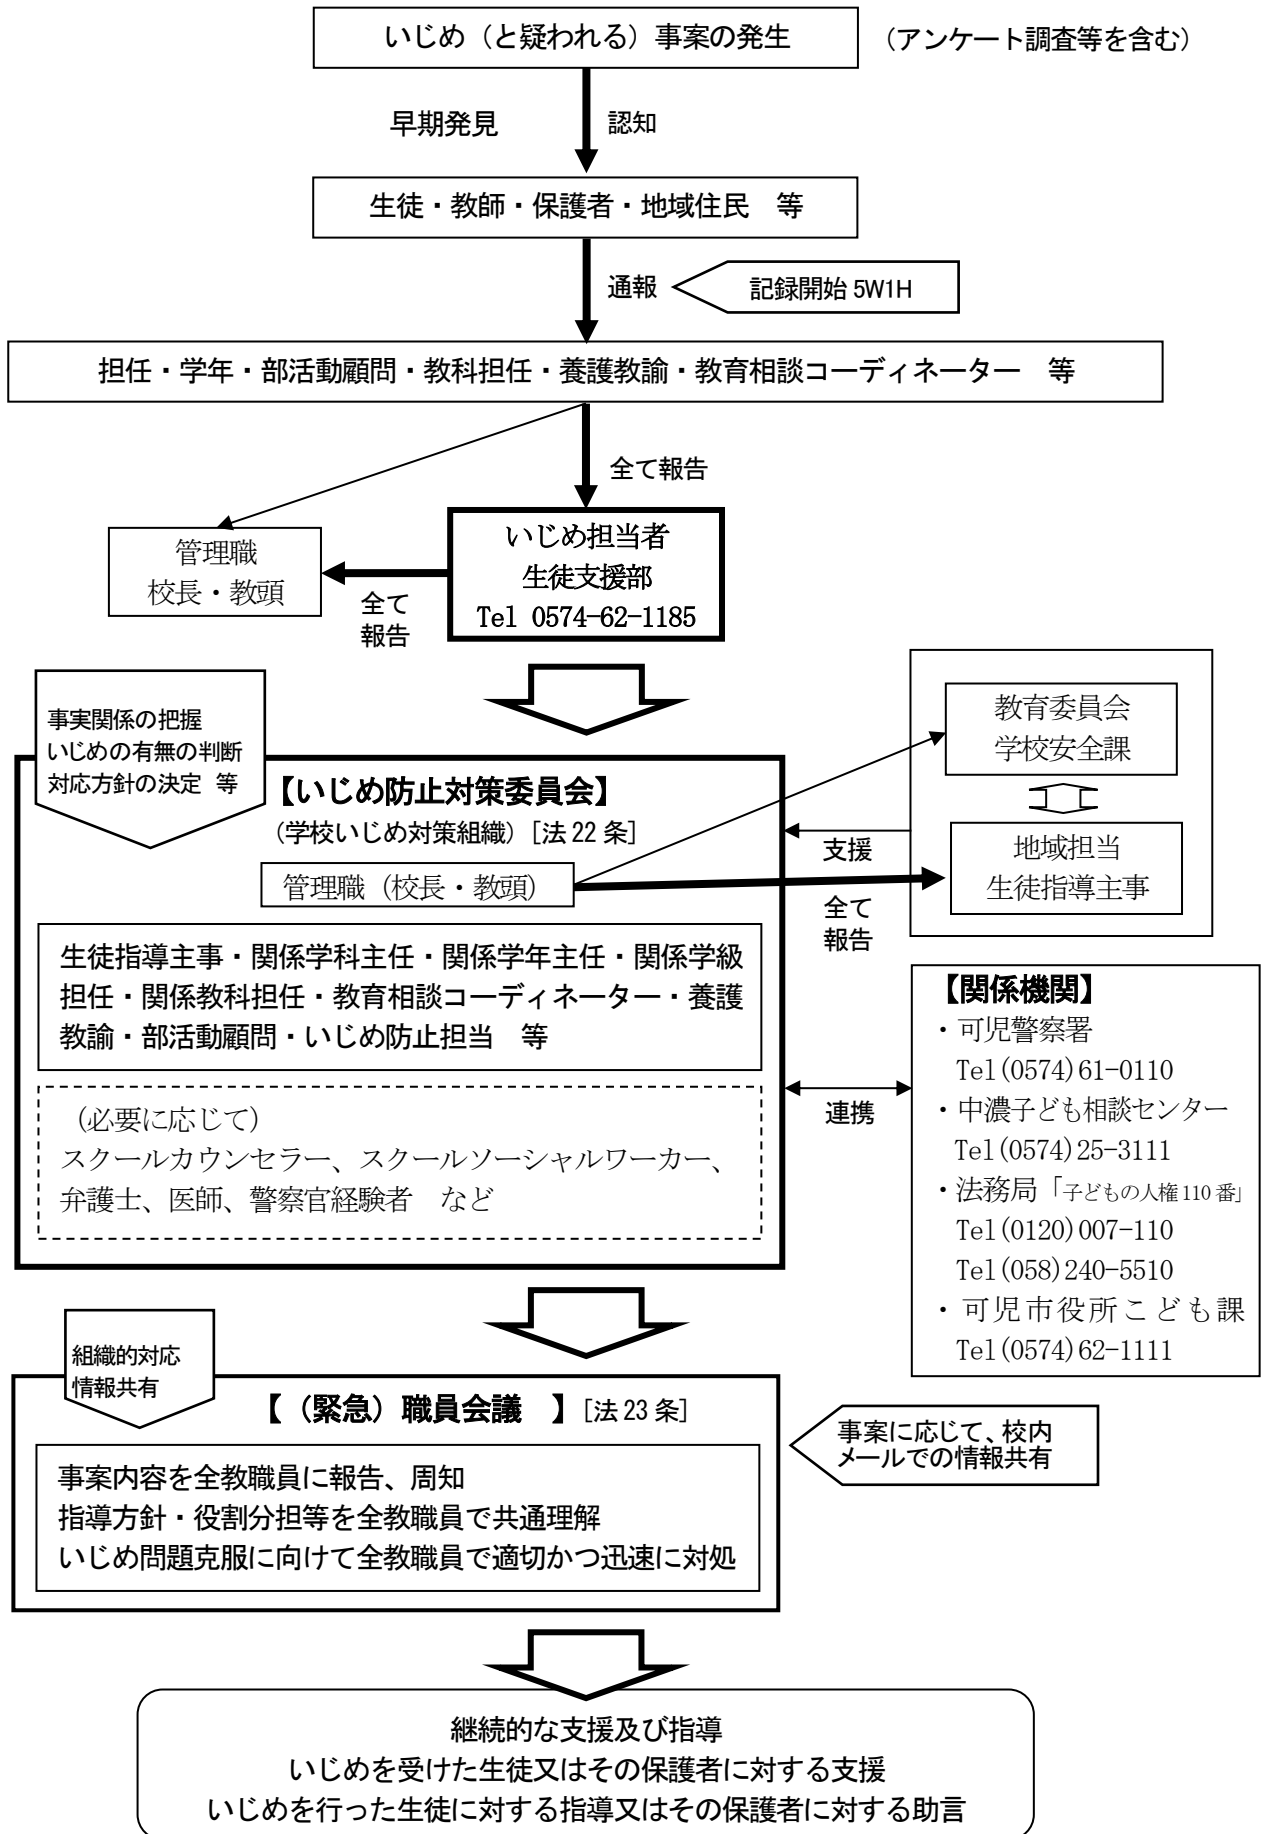 いじめ（と疑われる）事案の発生
（アンケート調査等を含む）
早期発見
認知
生徒・教師・保護者・地域住民　等
通報
記録開始 5W1H
担任・学年・部活動顧問・教科担任・養護教諭・教育相談コーディネーター　等
全て報告
管理職
校長・教頭
全て
報告
いじめ担当者
生徒支援部
Tel 0574-62-1185
事実関係の把握
いじめの有無の判断
対応方針の決定 等
【いじめ防止対策委員会】
（学校いじめ対策組織）［法 22 条］
管理職（校長・教頭）
生徒指導主事・関係学科主任・関係学年主任・関係学級
担任・関係教科担任・教育相談コーディネーター・養護
教諭・部活動顧問・いじめ防止担当　等
（必要に応じて）
スクールカウンセラー、スクールソーシャルワーカー、
弁護士、医師、警察官経験者　など
教育委員会
学校安全課
地域担当
生徒指導主事
支援
全て
報告
連携
【関係機関】
・可児警察署
Tel(0574)61-0110
・中濃子ども相談センター
Tel(0574)25-3111
・法務局「子どもの人権 110 番」
Tel(0120)007-110
Tel(058)240-5510
・可児市役所こども課
Tel(0574)62-1111
組織的対応
情報共有
【（緊急）職員会議　】［法 23 条］
事案に応じて、校内
メールでの情報共有
事案内容を全教職員に報告、周知
指導方針・役割分担等を全教職員で共通理解
いじめ問題克服に向けて全教職員で適切かつ迅速に対処
継続的な支援及び指導
いじめを受けた生徒又はその保護者に対する支援
いじめを行った生徒に対する指導又はその保護者に対する助言